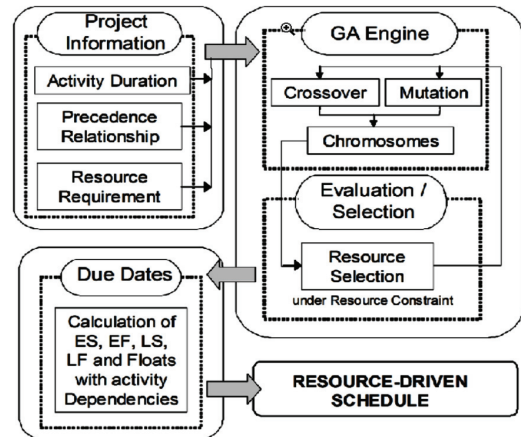 Project
Information
Activity Duration
Precedence
Relationship
Resource
Requirement
GA Engine
Crossover
Mutation
Chromosomes
Evaluation /
Selection
Resource
Selection
under Resource Constraint
Due Dates
Calculation of
ES, EF, LS,
LF and Floats
with activity
Dependencies
RESOURCE-DRIVEN
SCHEDULE